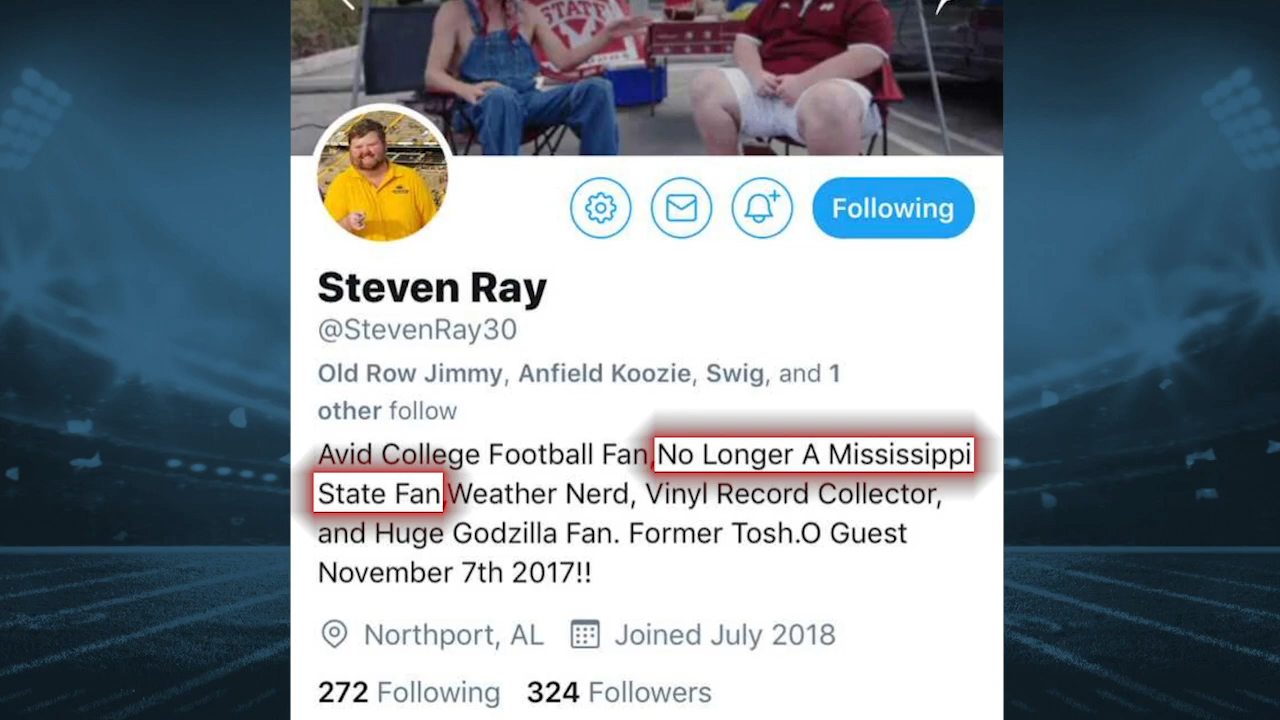 STATE
Following
Steven Ray
@StevenRay30
Old Row Jimmy, Anfield Koozie, Swig, and 1
other follow
Avid College Football Fan,No Longer A Mississippi
State Fan,Weather Nerd, Vinyl Record Collector,
and Huge Godzilla Fan. Former Tosh.O Guest
November 7th 2017!!
Northport, AL Joined July 2018
272 Following 324 Followers